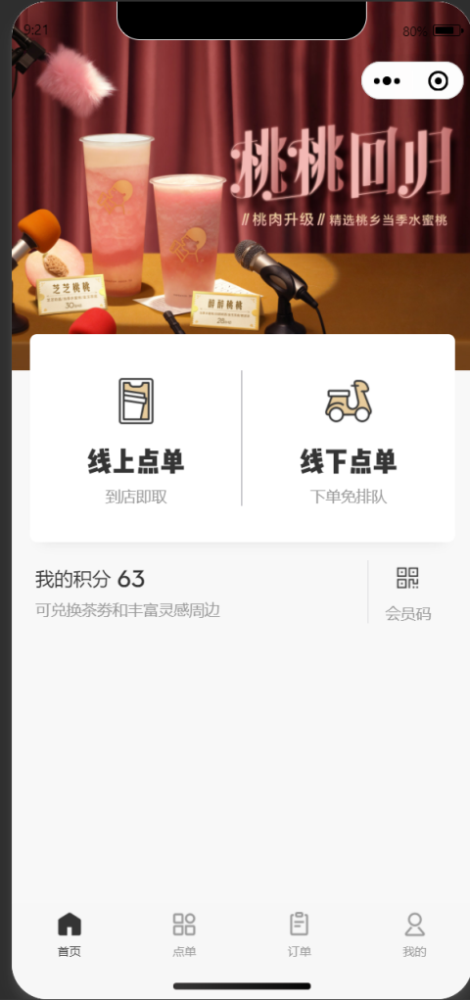 9:21
80%
桃桃回归
//桃肉升级//精选桃乡当季水蜜桃
芝芝桃桃
30
醉醉桃桃
28
线上点单
线下点单
到店即取
下单免排队
我的积分 63
可兑换茶券和丰富灵感周边
会员码
首页
点单
订单
我的